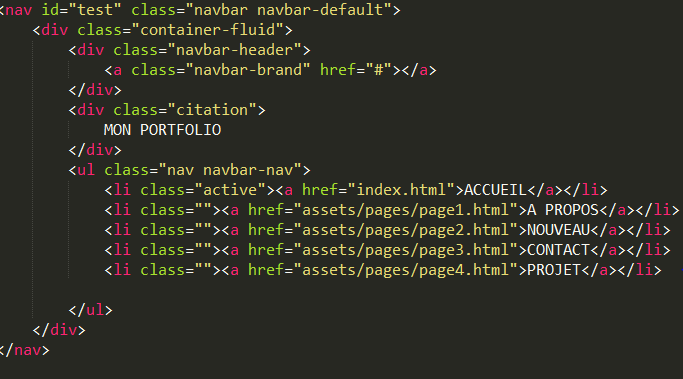 <nav id="test" class="navbar navbar-default">
<div class="container-fluid">
<div class="navbar-header">
<a class="navbar-brand" href="#"></a>
</div>
<div class="citation">
MON PORTFOLIO
</div>
<ul class="nav navbar-nav">
<li class="active"><a href="index.html">ACCUEIL</a></li>
<li class=""><a href="assets/pages/page1.html">A PROPOS</a></li>
<li class=""><a href="assets/pages/page2.html">NOUVEAU</a></li>
<li class=""><a href="assets/pages/page3.html">CONTACT</a></li>
<li class=""><a href="assets/pages/page4.html">PROJET</a></li>
</ul>
</div>
</nav>